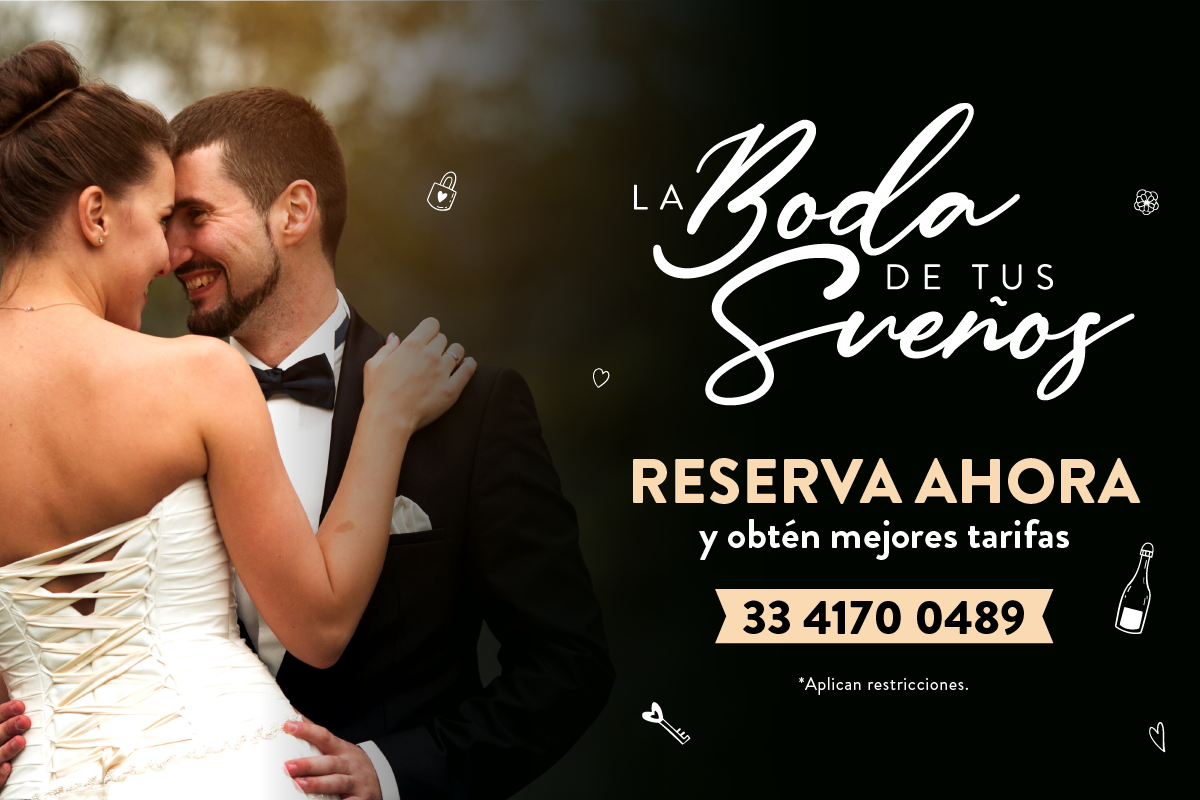 LA Boda
DE TUS
Sueños
RESERVA AHORA
y obtén mejores tarifas
33 4170 0489
*Aplican restricciones.